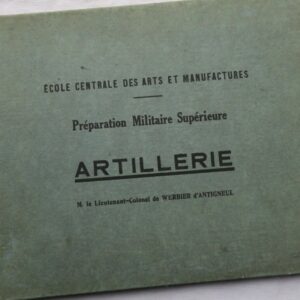 ÉCOLE CENTRALE DES ARTS ET MANUFACTURES
Préparation Militaire Supérieure
ARTILLERIE
M. le Lieutenant-Colonel de WERBIER d'ANTIGNEUL